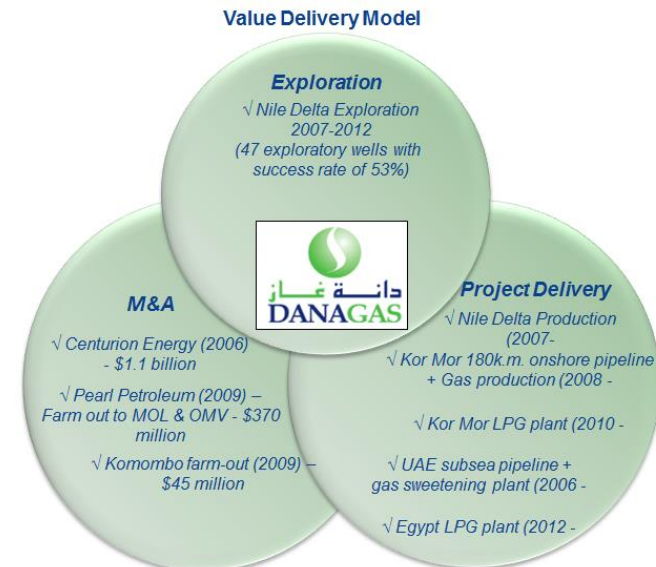 Value Delivery Model
Exploration
√ Nile Delta Exploration
2007-2012
(47 exploratory wells with
success rate of 53%)
دانة غاز
DANAGAS
M&A
√ Centurion Energy (2006)
- $1.1 billion
√ Pearl Petroleum (2009) –
Farm out to MOL & OMV - $370
million
√ Komombo farm-out (2009) –
$45 million
Project Delivery
√ Nile Delta Production
(2007-
√ Kor Mor 180k.m. onshore pipeline
+ Gas production (2008 -
√ Kor Mor LPG plant (2010 -
√ UAE subsea pipeline +
gas sweetening plant (2006 -
√ Egypt LPG plant (2012 -